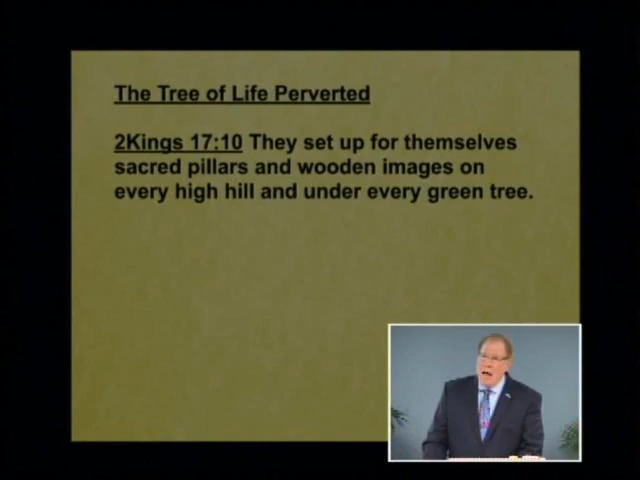 The Tree of Life Perverted
2Kings 17:10 They set up for themselves
sacred pillars and wooden images on
every high hill and under every green tree.